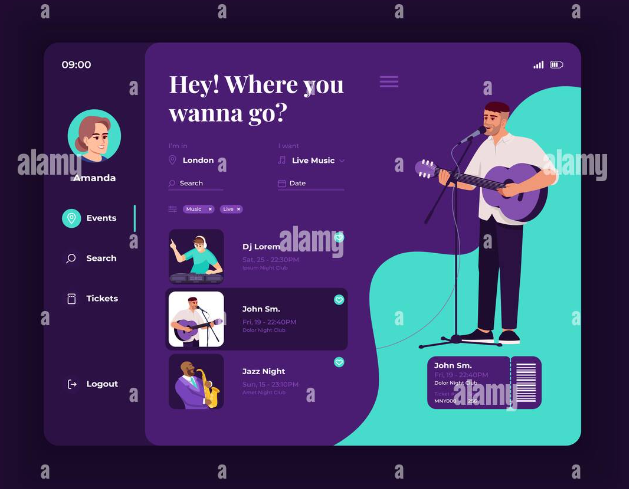 09:00
Amanda
Events
Search
Tickets
Logout
Hey! Where you
wanna go?
I'm in
London
I want
Live Music
Search
Date
Music
Live
Dj Lorem
Sat, 25 - 22:30PM
Ipsum Night Club
John Sm.
Fri, 19 - 22:40PM
Dolor Night Club
Jazz Night
Sun, 15 - 23:10PM
Amet Night Club
John Sm.
Fri, 19 - 22:40PM
Dolor Night Club
alamy
alamy
alamy
alamy